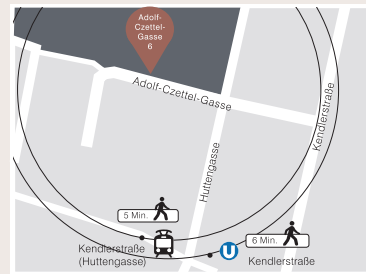 Adolf-
Czettel-
Gasse
6
Adolf-Czettel-Gasse
Kendlerstraße
Huttengasse
5 Min.
6 Min.
U
Kendlerstraße
(Huttengasse)
Kendlerstraße